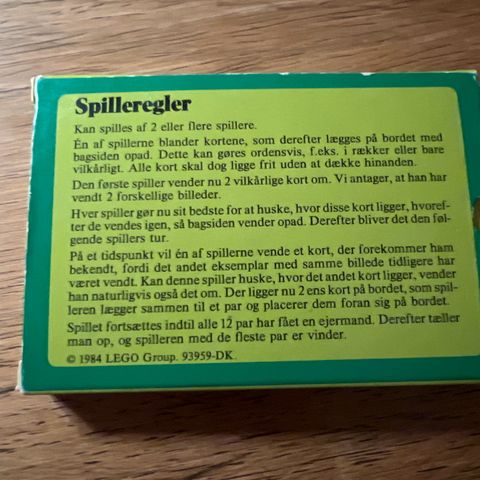 Spilleregler
Kan spilles af 2 eller flere spillere.
Én af spillerne blander kortene, som derefter lægges på bordet med
bagsiden opad. Dette kan gøres ordensvis, f.eks. i rækker eller bare
vilkårligt. Alle kort skal dog ligge frit uden at dække hinanden.
Den første spiller vender nu 2 vilkårlige kort om. Vi antager, at han har
vendt 2 forskellige billeder.
Hver spiller gør nu sit bedste for at huske, hvor disse kort ligger, hvoref-
ter de vendes igen, så bagsiden vender opad. Derefter bliver det den føl-
gende spillers tur.
På et tidspunkt vil én af spillerne vende et kort, der forekommer ham
bekendt, fordi det andet eksemplar med samme billede tidligere har
været vendt. Kan denne spiller huske, hvor det andet kort ligger, vender
han naturligvis også det om. Der ligger nu 2 ens kort på bordet, som spil-
leren lægger sammen til et par og placerer dem foran sig på bordet.
Spillet fortsættes indtil alle 12 par har fået en ejermand. Derefter tæller
man op, og spilleren med de fleste par er vinder.
© 1984 LEGO Group. 93959-DK.